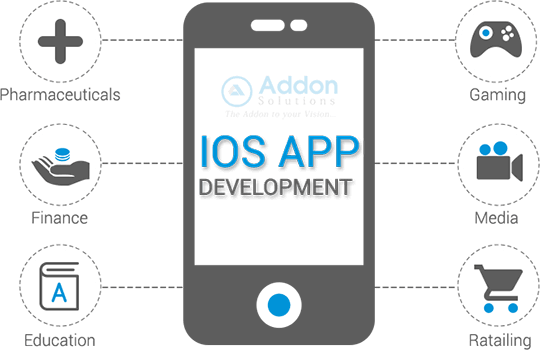 Addon
Solutions
The Addon to your Vision...
IOS APP
DEVELOPMENT
Pharmaceuticals
Gaming
Finance
Media
A
Education
Ratailing